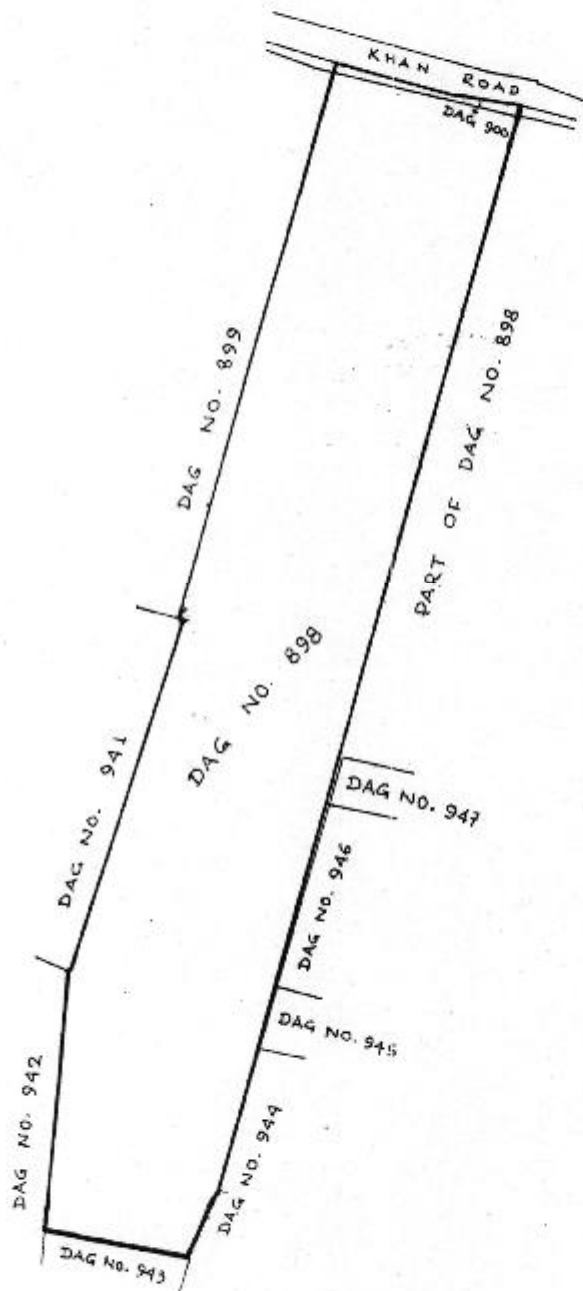 KHAN ROAD
DAG 900
DAG NO. 899
PART OF DAG NO. 898
DAG NO. 898
DAG NO. 941
DAG NO. 947
DAG NO. 946
DAG NO. 945
DAG NO. 942
DAG NO. 944
DAG NO. 943